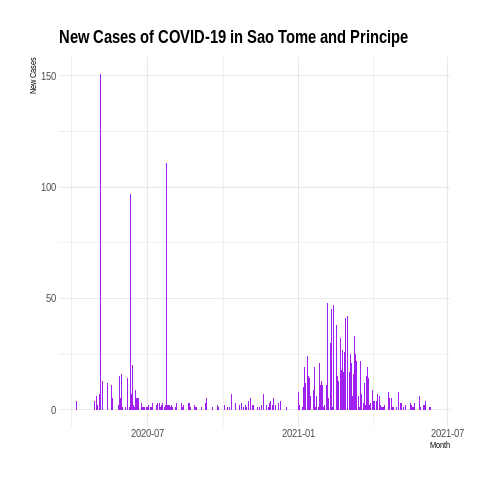 New Cases of COVID-19 in Sao Tome and Principe
New Cases
150
100
50
0
2020-07
2021-01
2021-07
Month